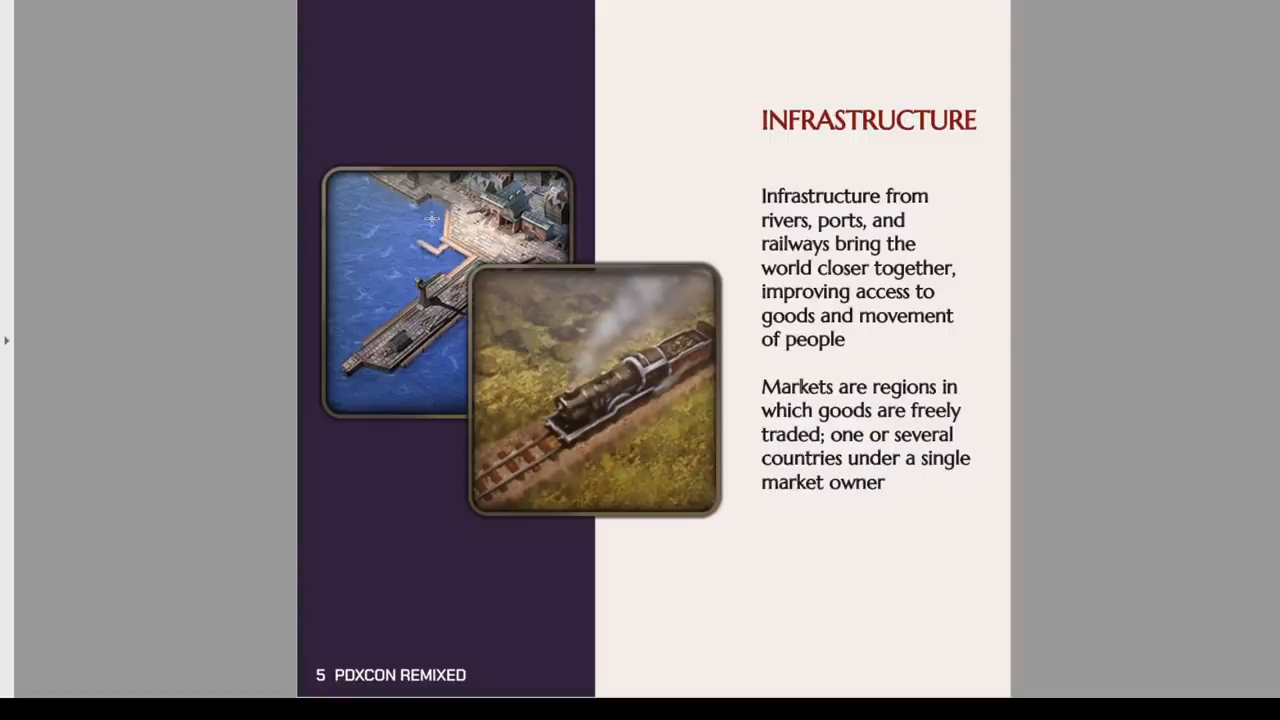 INFRASTRUCTURE
Infrastructure from
rivers, ports, and
railways bring the
world closer together,
improving access to
goods and movement
of people
Markets are regions in
which goods are freely
traded; one or several
countries under a single
market owner
5 PDXCON REMIXED